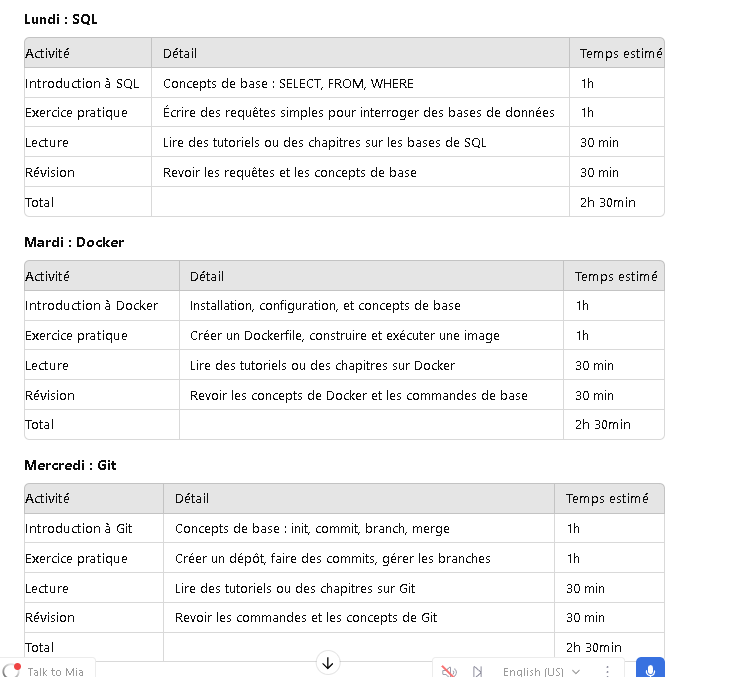 Lundi : SQL
Activité Détail Temps estimé
Introduction à SQL Concepts de base : SELECT, FROM, WHERE 1h
Exercice pratique Écrire des requêtes simples pour interroger des bases de données 1h
Lecture Lire des tutoriels ou des chapitres sur les bases de SQL 30 min
Révision Revoir les requêtes et les concepts de base 30 min
Total 2h 30min
Mardi : Docker
Activité Détail Temps estimé
Introduction à Docker Installation, configuration, et concepts de base 1h
Exercice pratique Créer un Dockerfile, construire et exécuter une image 1h
Lecture Lire des tutoriels ou des chapitres sur Docker 30 min
Révision Revoir les concepts de Docker et les commandes de base 30 min
Total 2h 30min
Mercredi : Git
Activité Détail Temps estimé
Introduction à Git Concepts de base : init, commit, branch, merge 1h
Exercice pratique Créer un dépôt, faire des commits, gérer les branches 1h
Lecture Lire des tutoriels ou des chapitres sur Git 30 min
Révision Revoir les commandes et les concepts de Git 30 min
Total 2h 30min
Talk to Mia English (US)